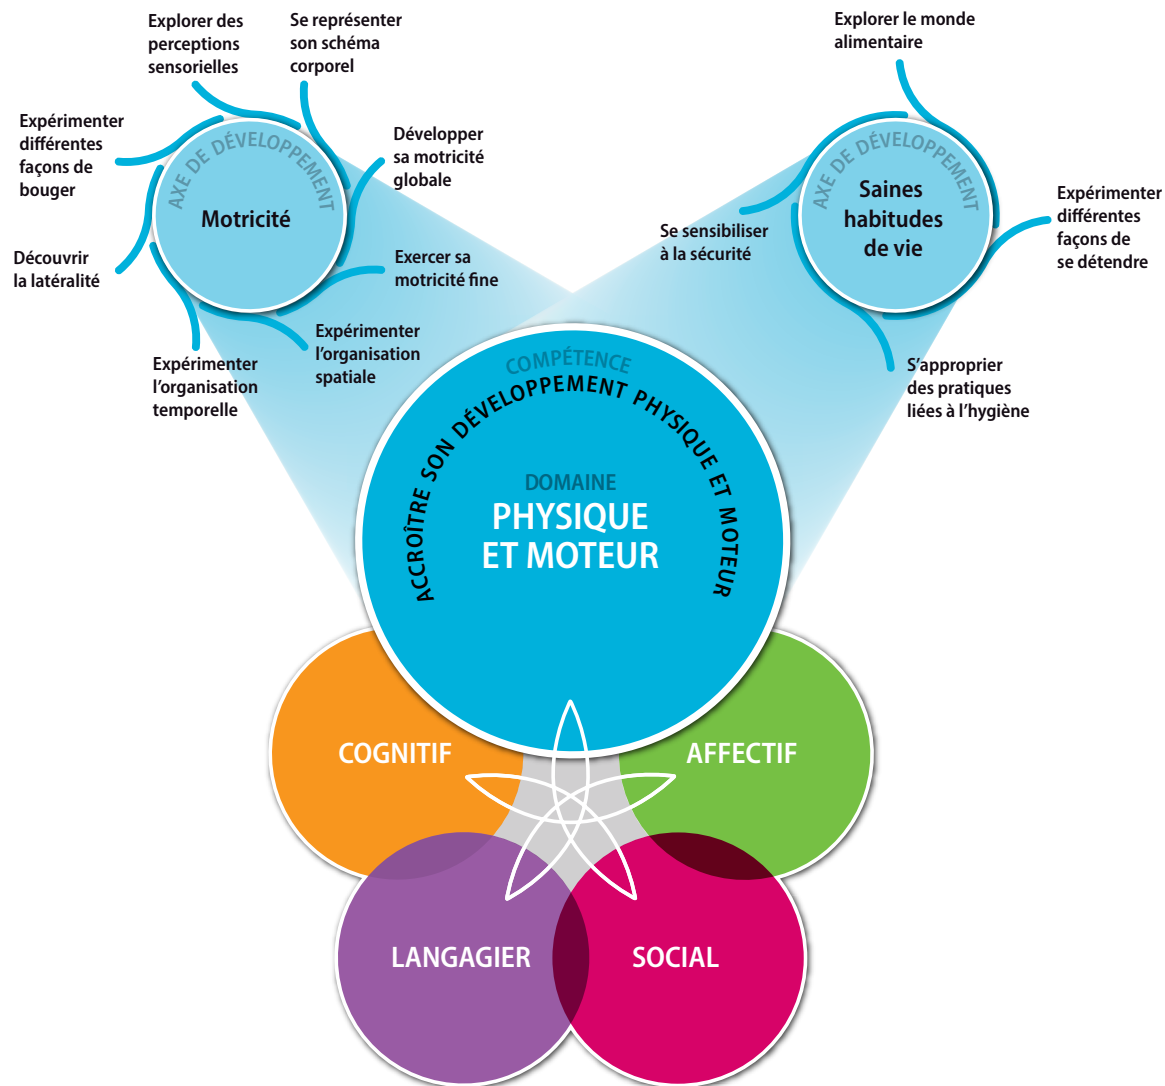 Explorer des
perceptions
sensorielles
Se représenter
son schéma
corporel
Développer
sa motricité
globale
Exercer sa
motricité fine
Expérimenter
l'organisation
spatiale
Expérimenter
l'organisation
temporelle
Découvrir
la latéralité
Expérimenter
différentes
façons de
bouger
AXE DE DÉVELOPPEMENT
Motricité
Explorer le monde
alimentaire
Expérimenter
différentes
façons de
se détendre
S'approprier
des pratiques
liées à l'hygiène
Se sensibiliser
à la sécurité
AXE DE DÉVELOPPEMENT
Saines
habitudes
de vie
COMPÉTENCE
ACCROÎTRE SON DÉVELOPPEMENT PHYSIQUE ET MOTEUR
DOMAINE
PHYSIQUE
ET MOTEUR
COGNITIF
AFFECTIF
LANGAGIER
SOCIAL